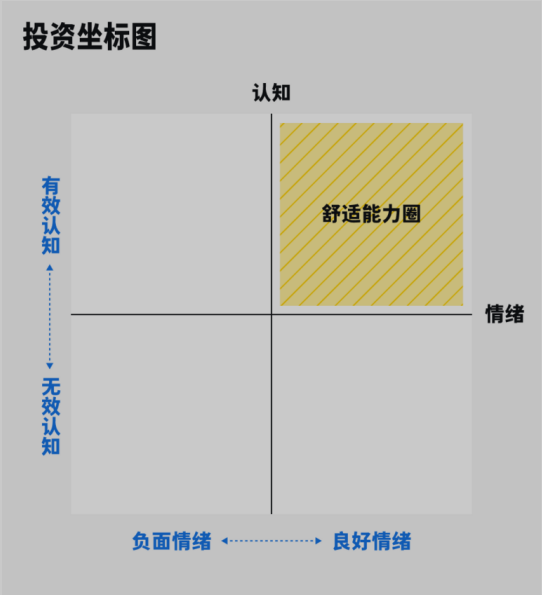 投资坐标图
认知
有效认知
舒适能力圈
情绪
无效认知
负面情绪
良好情绪